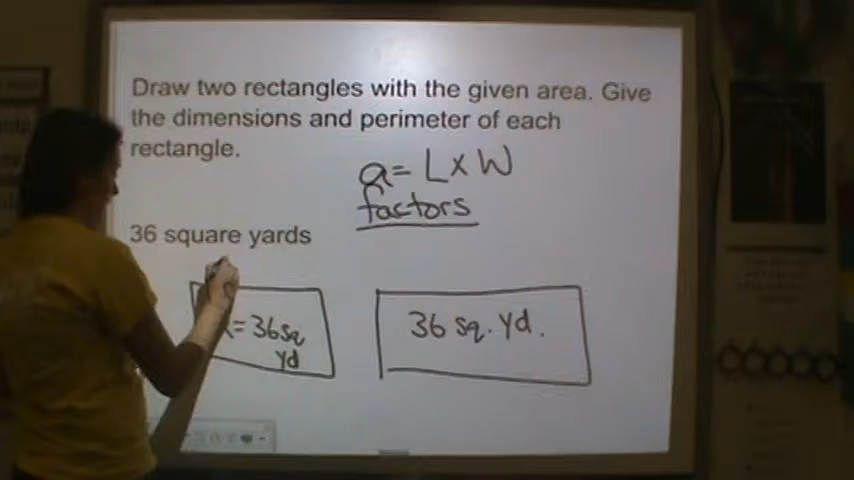 Draw two rectangles with the given area. Give
the dimensions and perimeter of each
rectangle.
a = L x W
factors
36 square yards
= 36 sq
yd
36 sq. yd.